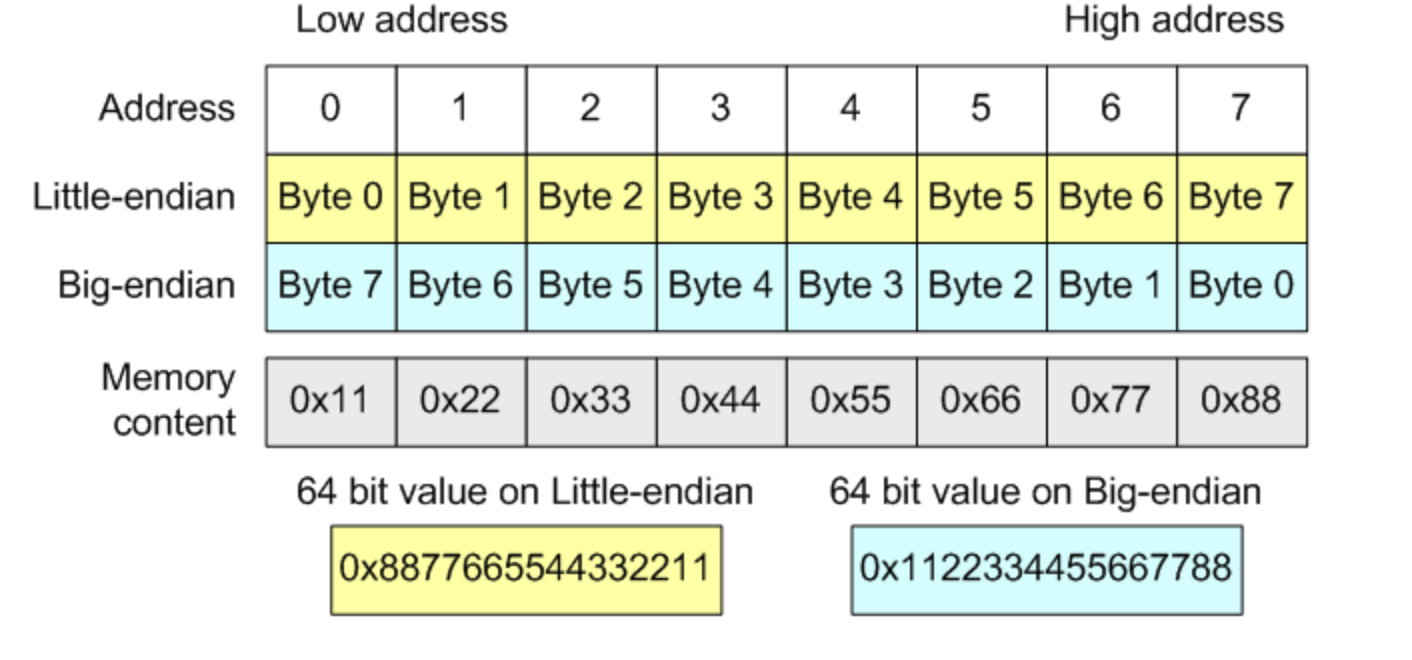 Low address High address
Address 0 1 2 3 4 5 6 7
Little-endian Byte 0 Byte 1 Byte 2 Byte 3 Byte 4 Byte 5 Byte 6 Byte 7
Big-endian Byte 7 Byte 6 Byte 5 Byte 4 Byte 3 Byte 2 Byte 1 Byte 0
Memory
content 0x11 0x22 0x33 0x44 0x55 0x66 0x77 0x88
64 bit value on Little-endian 64 bit value on Big-endian
0x8877665544332211 0x1122334455667788